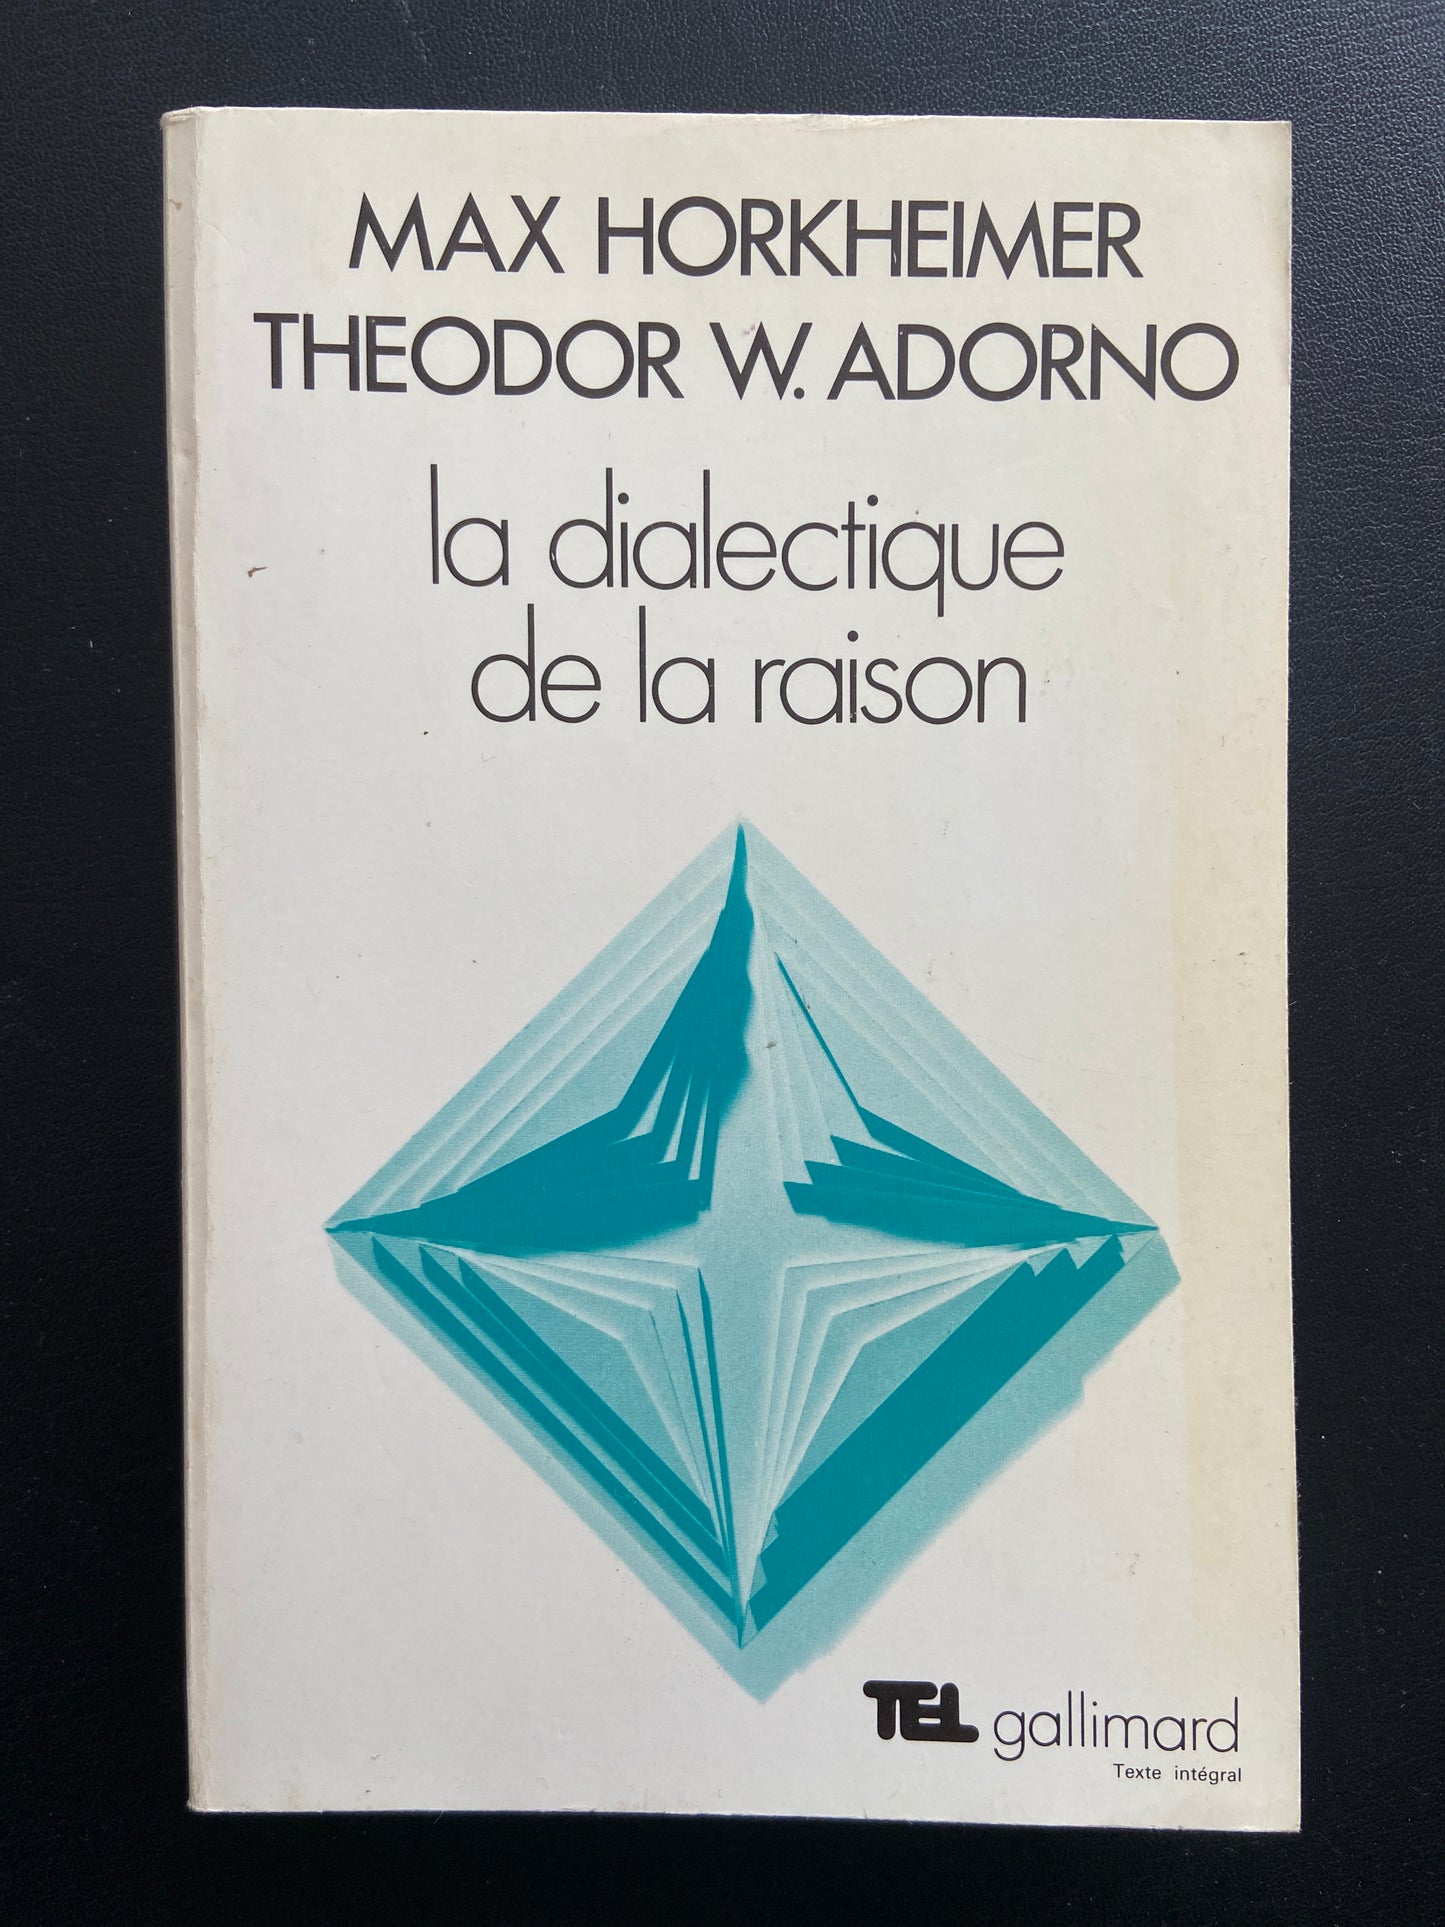 MAX HORKHEIMER
THEODOR W. ADORNO
la dialectique
de la raison
TEL gallimard
Texte intégral